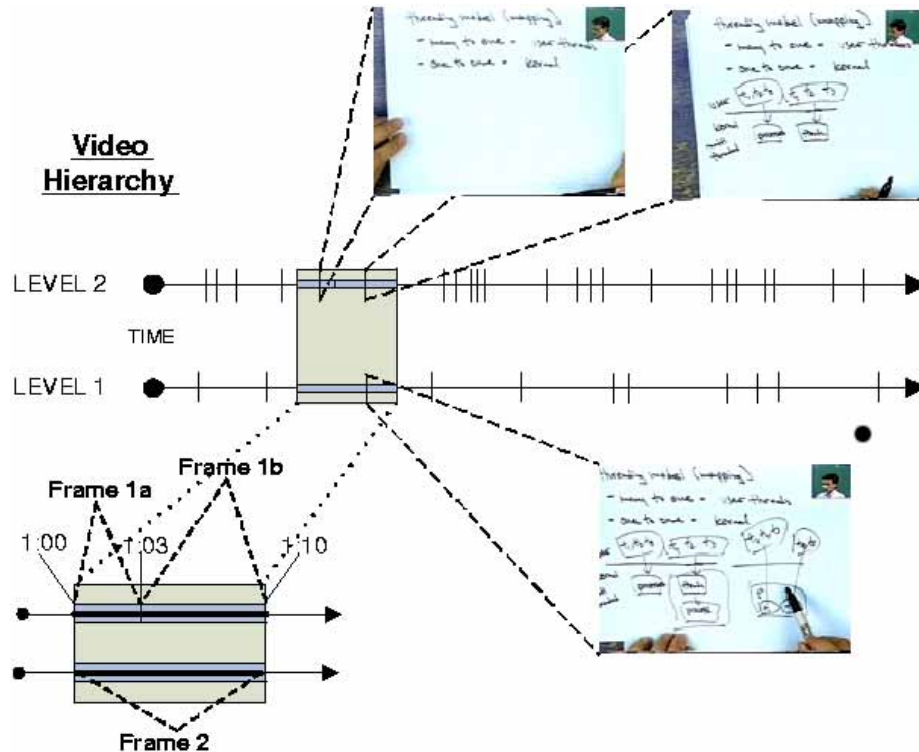 threading model (mapping)
- many to one - user threads
- one to one - kernel
threading model (mapping)
- many to one - user threads
- one to one - kernel
user
kernel
process
Video
Hierarchy
LEVEL 2
TIME
LEVEL 1
threading model (mapping)
- many to one - user threads
- one to one - kernel
process
process
Frame 1a
Frame 1b
1:00
1:03
1:10
Frame 2